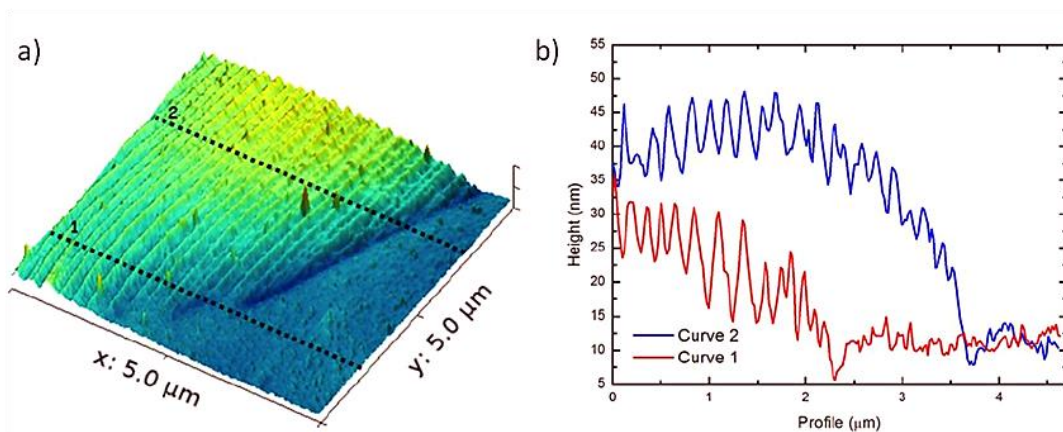 a)
2
1
x: 5.0 μm
y: 5.0 μm
b)
55
50
45
40
35
30
25
20
15
10
5
Height (nm)
Curve 2
Curve 1
0
1
2
3
4
Profile (μm)